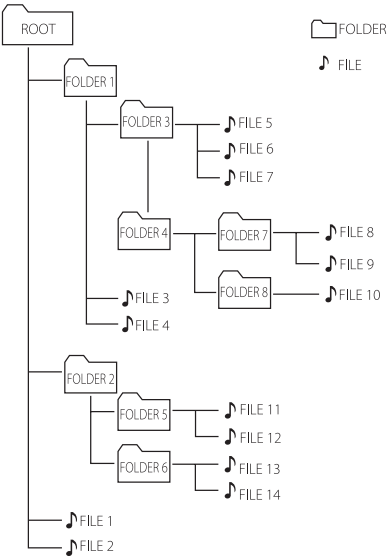 ROOT
FOLDER
FILE
FOLDER 1
FOLDER 3
FILE 5
FILE 6
FILE 7
FOLDER 4
FOLDER 7
FILE 8
FILE 9
FOLDER 8
FILE 10
FILE 3
FILE 4
FOLDER 2
FOLDER 5
FILE 11
FILE 12
FOLDER 6
FILE 13
FILE 14
FILE 1
FILE 2